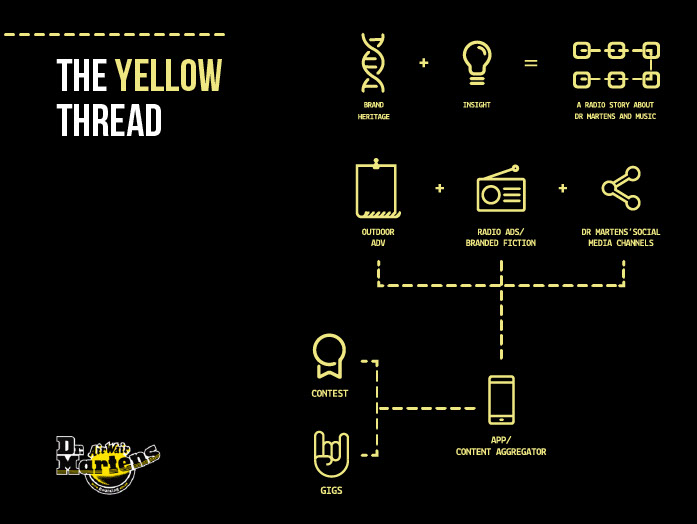 THE YELLOW
THREAD
BRAND
HERITAGE
+
INSIGHT
=
A RADIO STORY ABOUT
DR MARTENS AND MUSIC
OUTDOOR
ADV
+
RADIO ADS/
BRANDED FICTION
+
DR MARTENS'SOCIAL
MEDIA CHANNELS
CONTEST
APP/
CONTENT AGGREGATOR
GIGS
Dr
AirWair
Martens